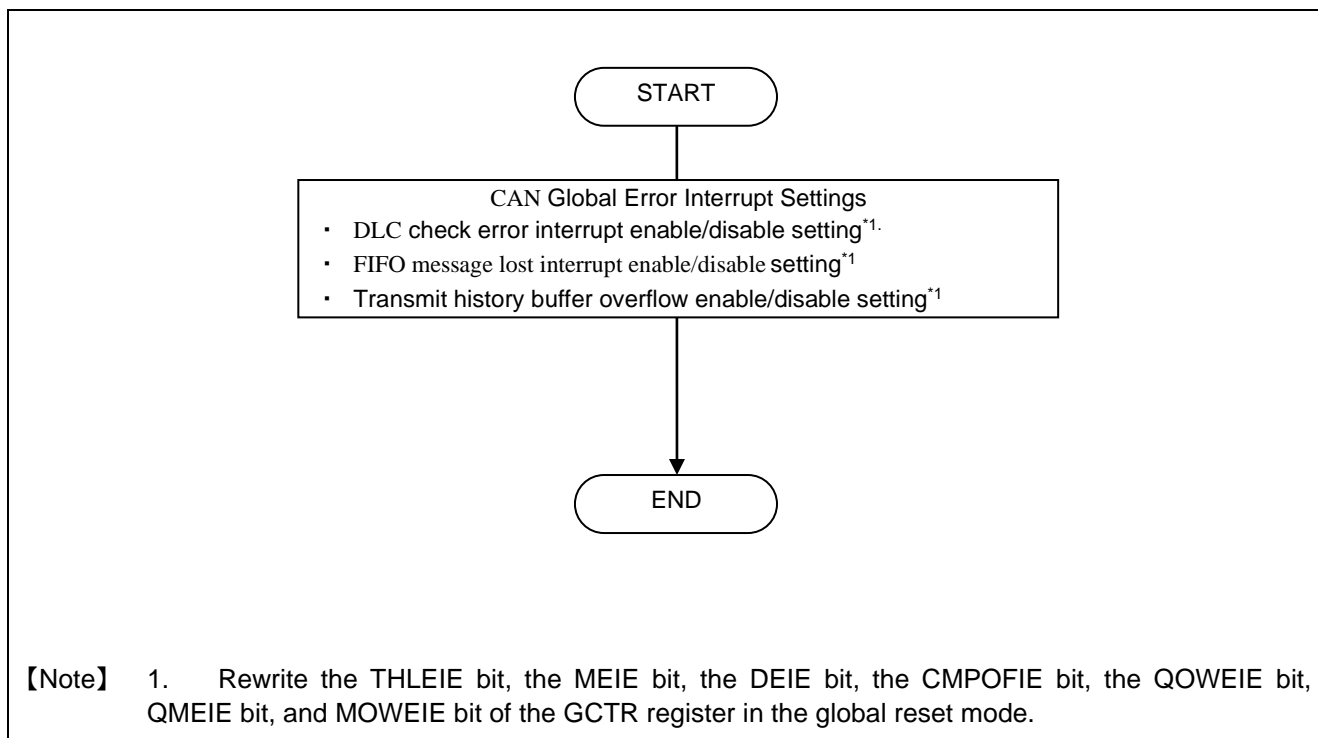 START
CAN Global Error Interrupt Settings
・ DLC check error interrupt enable/disable setting*1.
・ FIFO message lost interrupt enable/disable setting*1
・ Transmit history buffer overflow enable/disable setting*1
END
【Note】 1. Rewrite the THLEIE bit, the MEIE bit, the DEIE bit, the CMPOFIE bit, the QOWEIE bit,
QMEIE bit, and MOWEIE bit of the GCTR register in the global reset mode.